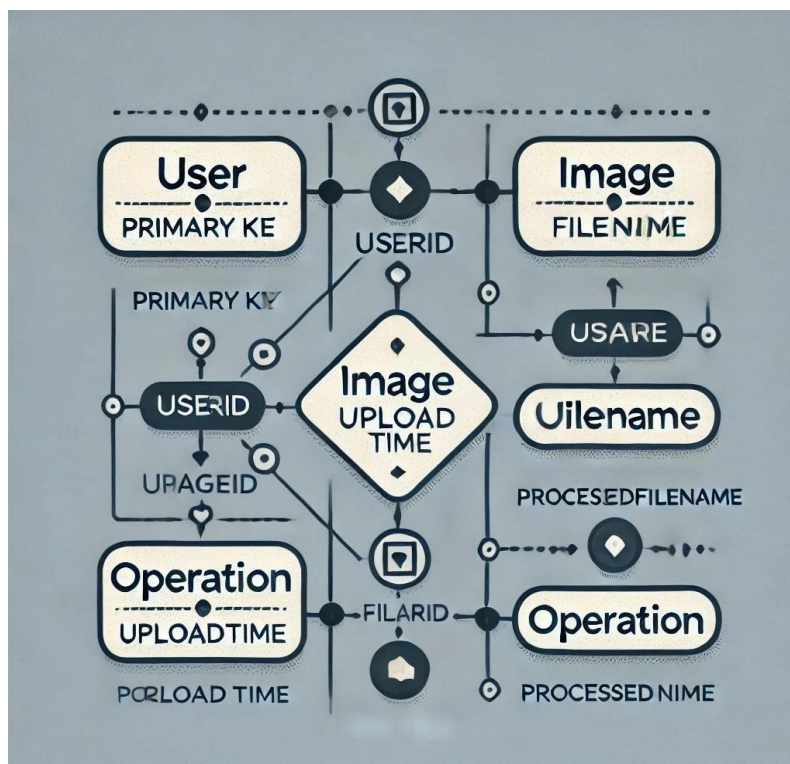 User
PRIMARY KE
USERID
Image
FILENIME
PRIMARY KY
USERID
UPAGEID
Image
UPLOAD
TIME
USARE
Uilename
PROCESEDFILENAME
Operation
UPLOADTIME
FILARID
Operation
PORLOAD TIME
PROCESSED NIME